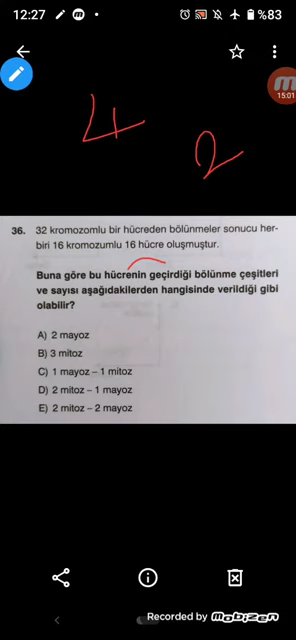 12:27
%83
15:01
4
2
36. 32 kromozomlu bir hücreden bölünmeler sonucu her-
biri 16 kromozumlu 16 hücre oluşmuştur.
Buna göre bu hücrenin geçirdiği bölünme çeşitleri
ve sayısı aşağıdakilerden hangisinde verildiği gibi
olabilir?
A) 2 mayoz
B) 3 mitoz
C) 1 mayoz – 1 mitoz
D) 2 mitoz – 1 mayoz
E) 2 mitoz – 2 mayoz
Recorded by mobizen